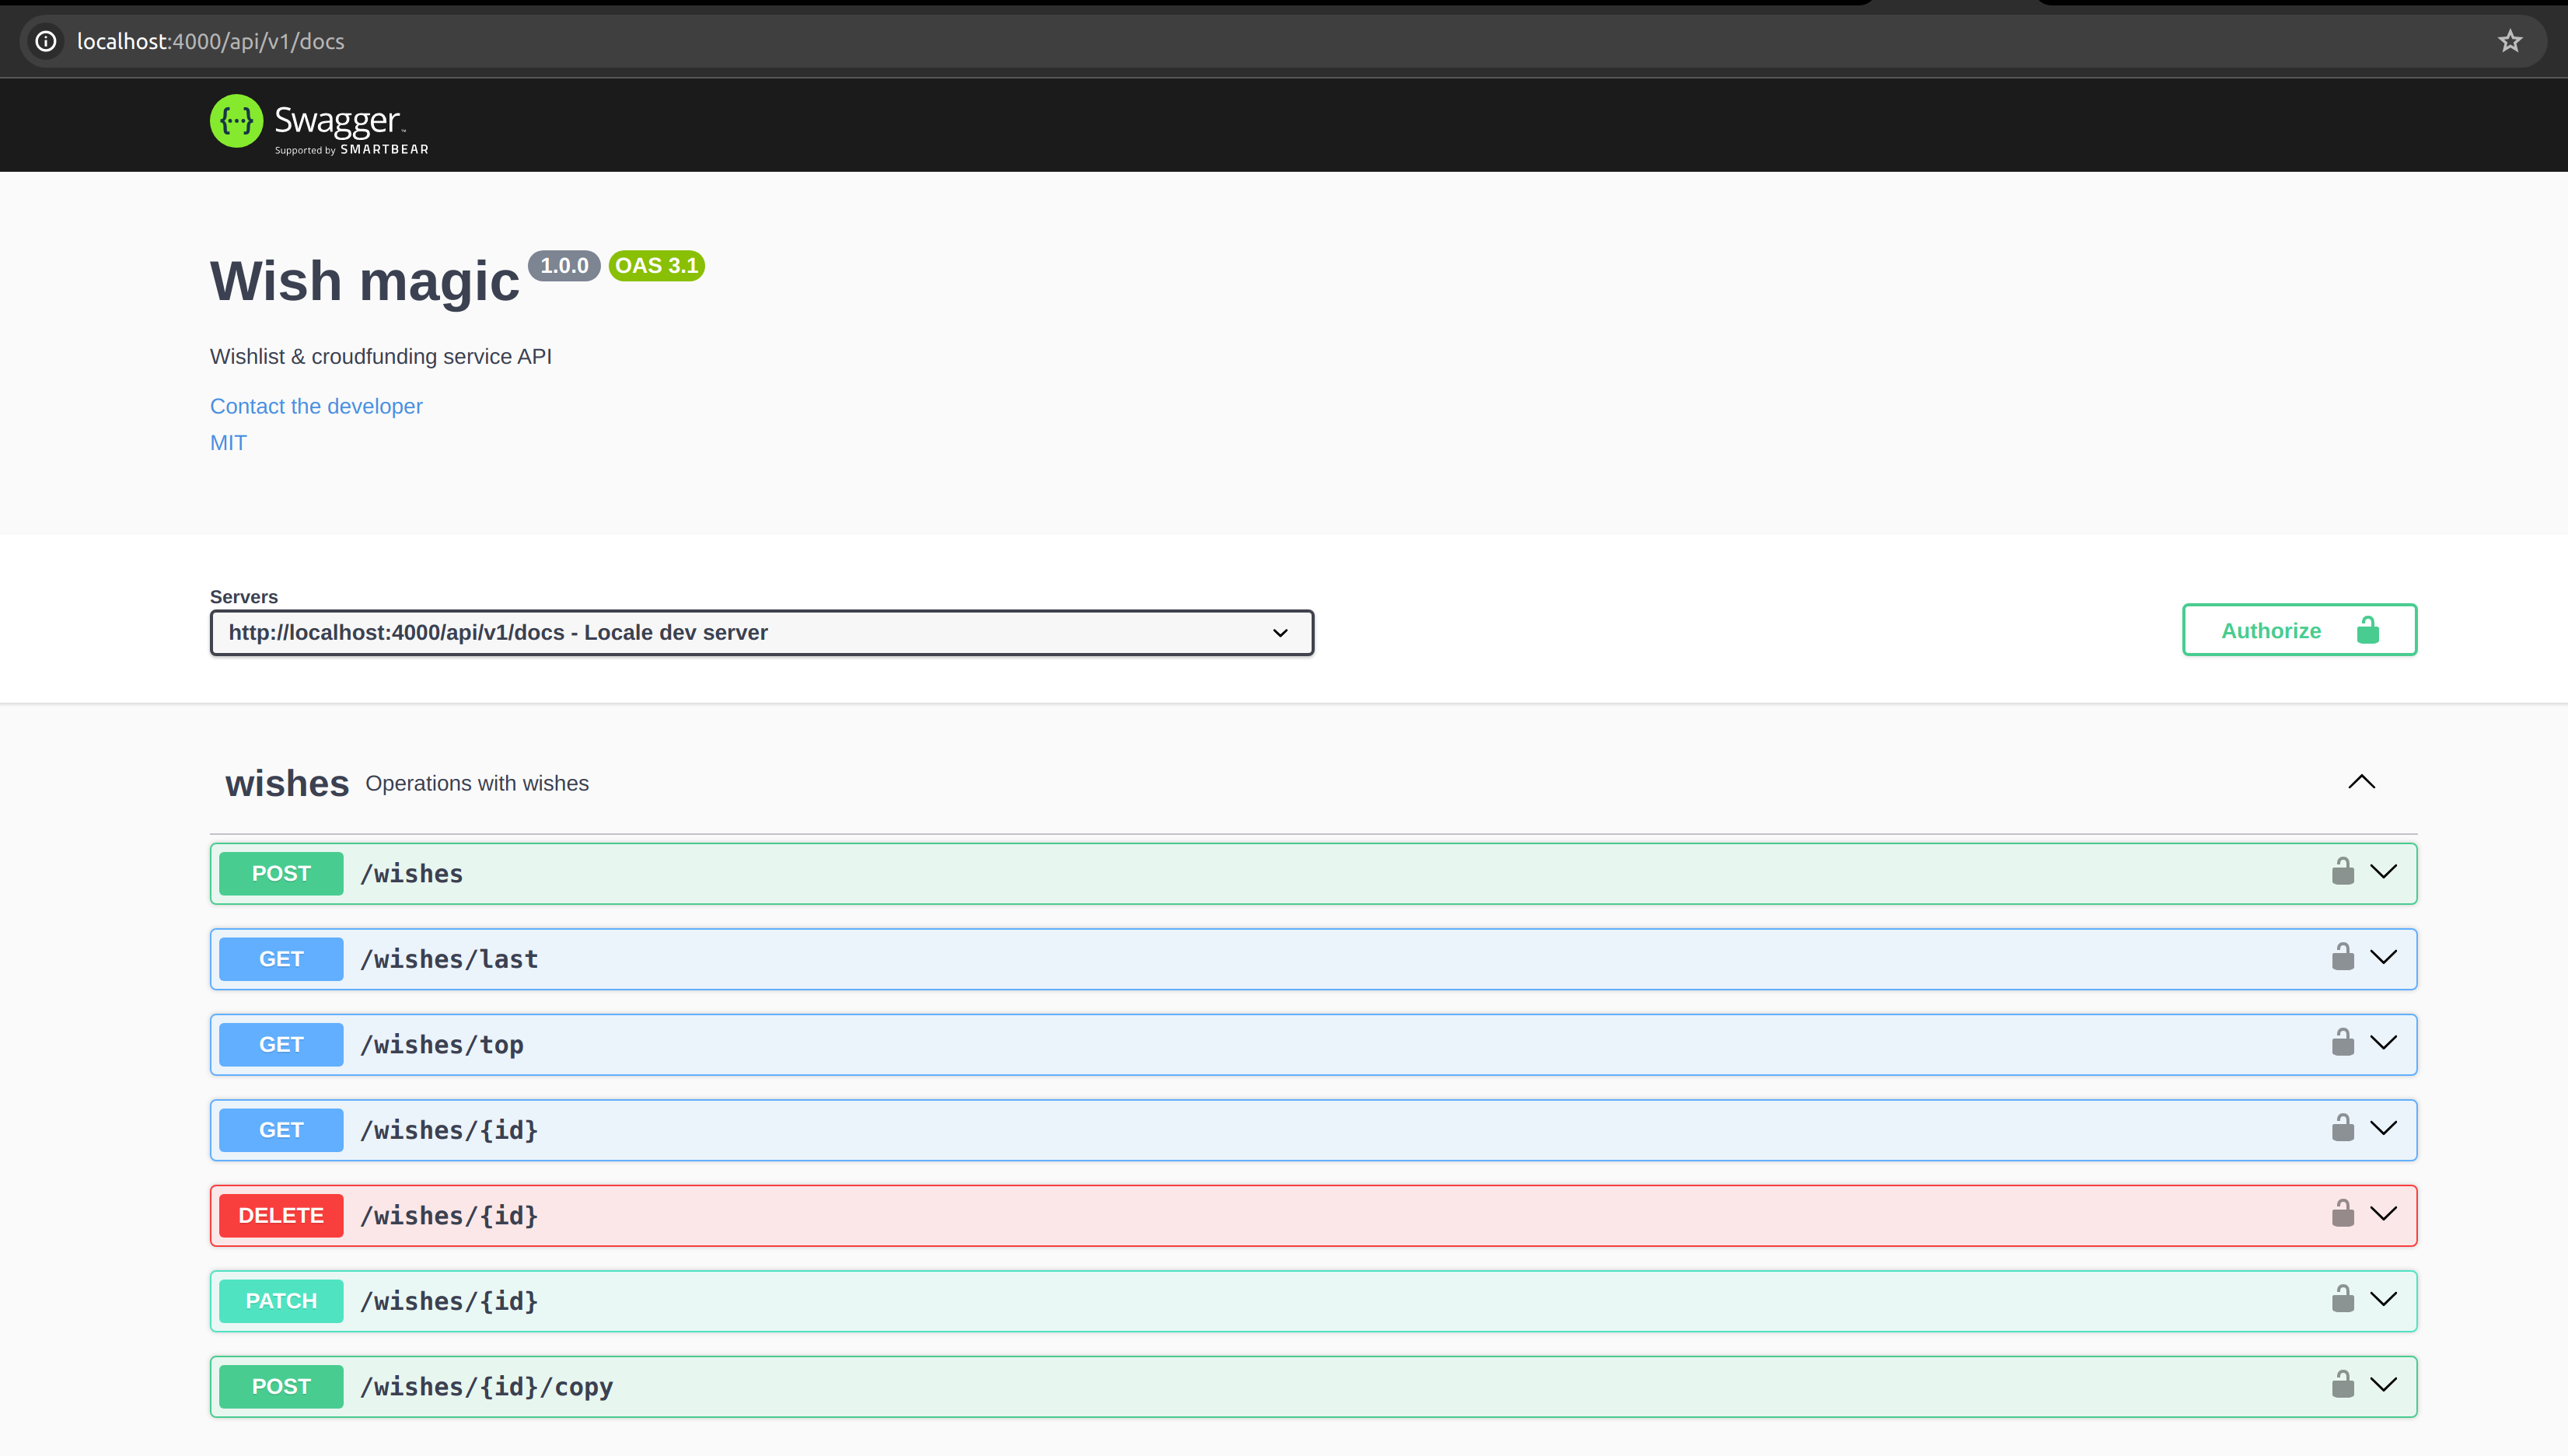 localhost:4000/api/v1/docs
{···} Swagger™
Supported by SMARTBEAR
Wish magic 1.0.0 OAS 3.1
Wishlist & croudfunding service API
Contact the developer
MIT
Servers
http://localhost:4000/api/v1/docs - Locale dev server
Authorize
wishes Operations with wishes
POST /wishes
GET /wishes/last
GET /wishes/top
GET /wishes/{id}
DELETE /wishes/{id}
PATCH /wishes/{id}
POST /wishes/{id}/copy